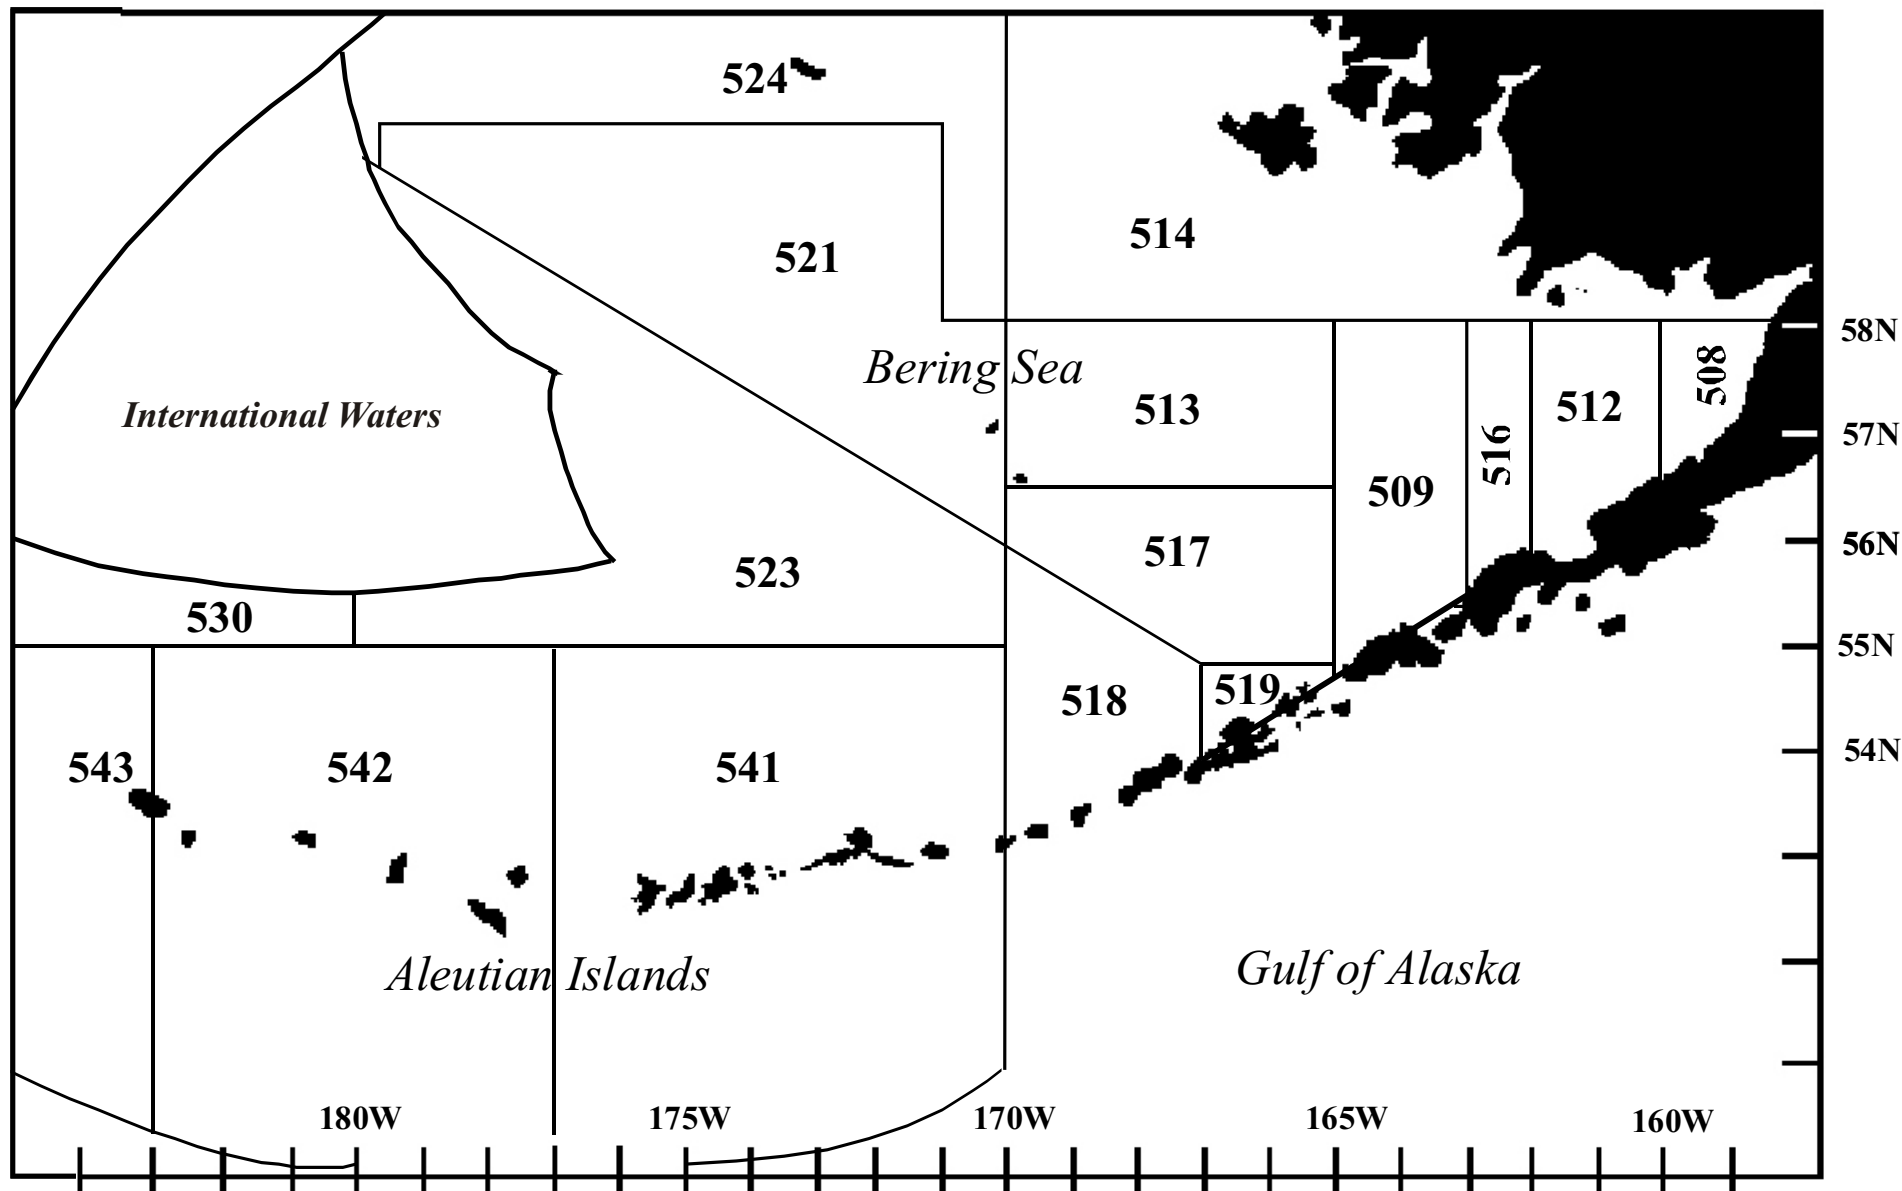 524
514
521
58N
Bering Sea
508
513
512
International Waters
57N
516
509
517
56N
523
530
55N
519
518
54N
543
542
541
Aleutian Islands
Gulf of Alaska
180W
175W
170W
165W
160W